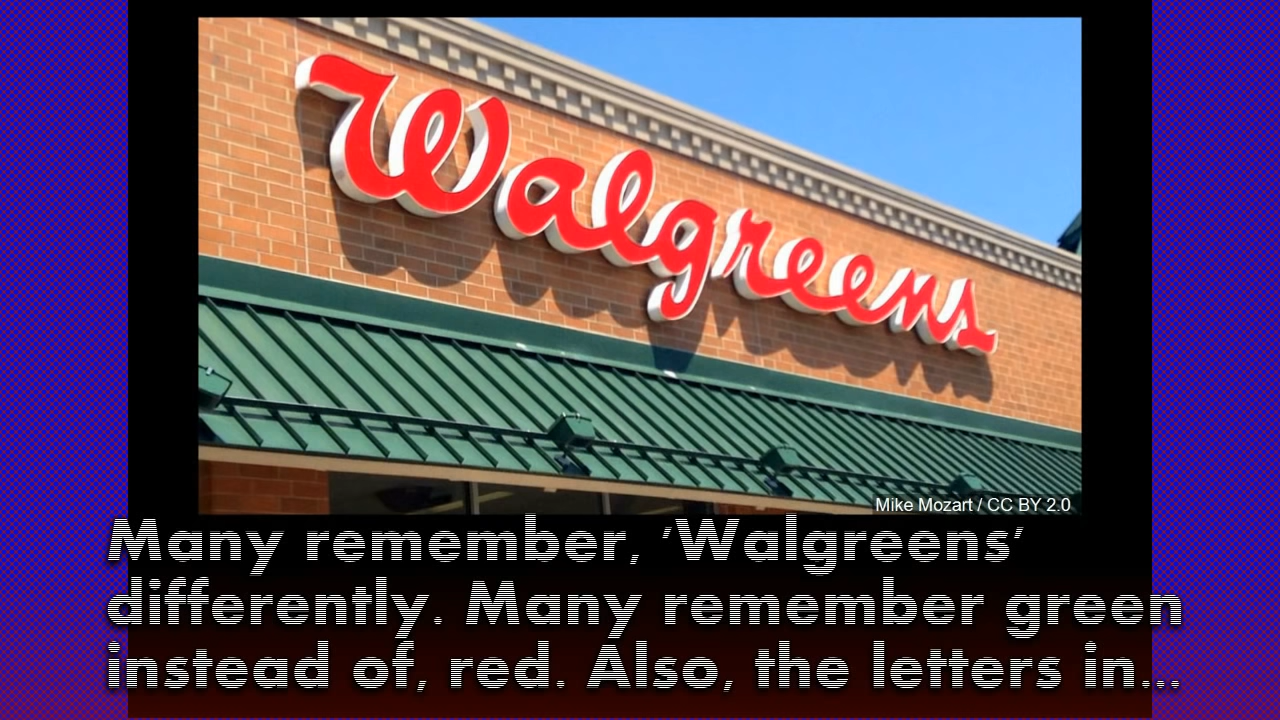 Walgreens
Mike Mozart / CC BY 2.0
Many remember, 'Walgreens'
differently. Many remember green
instead of, red. Also, the letters in...